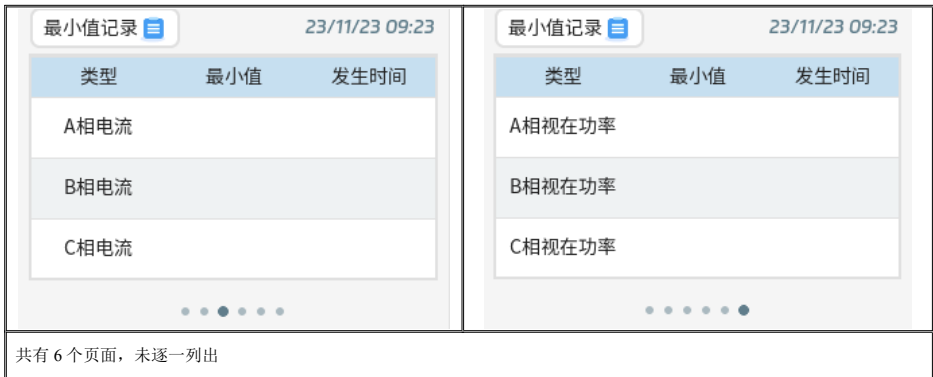 最小值记录 23/11/23 09:23
类型 最小值 发生时间
A相电流
B相电流
C相电流
最小值记录 23/11/23 09:23
类型 最小值 发生时间
A相视在功率
B相视在功率
C相视在功率
共有 6 个页面，未逐一列出